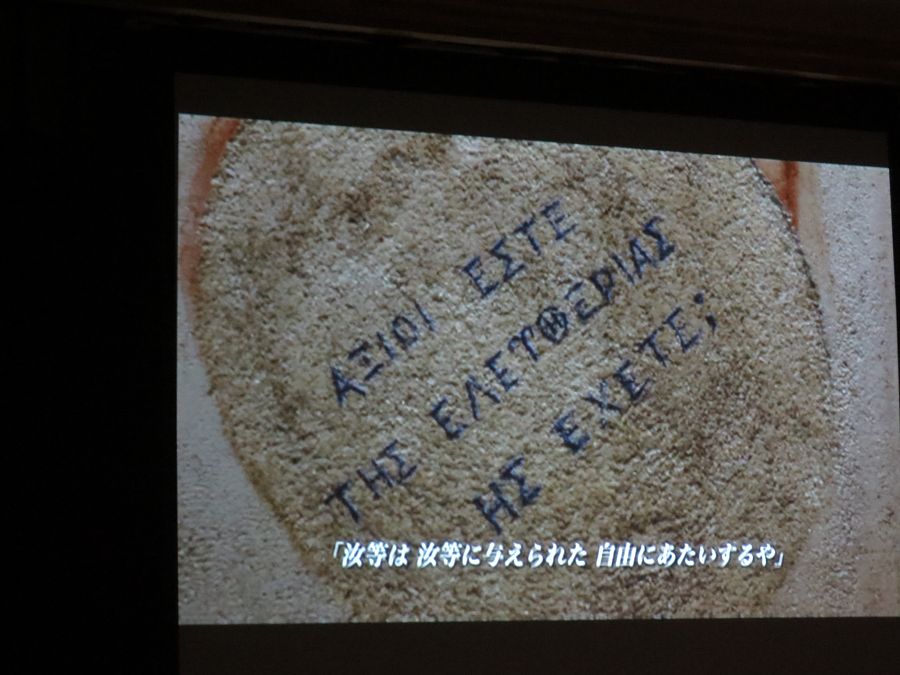 ΑΞΙΟΙ ΕΣΤΕ
ΤΗΣ ΕΛΕΤΘΕΡΙΑΣ
ΗΣ ΕΧΕΤΕ;
「汝等は 汝等に与えられた 自由にあたいするや」